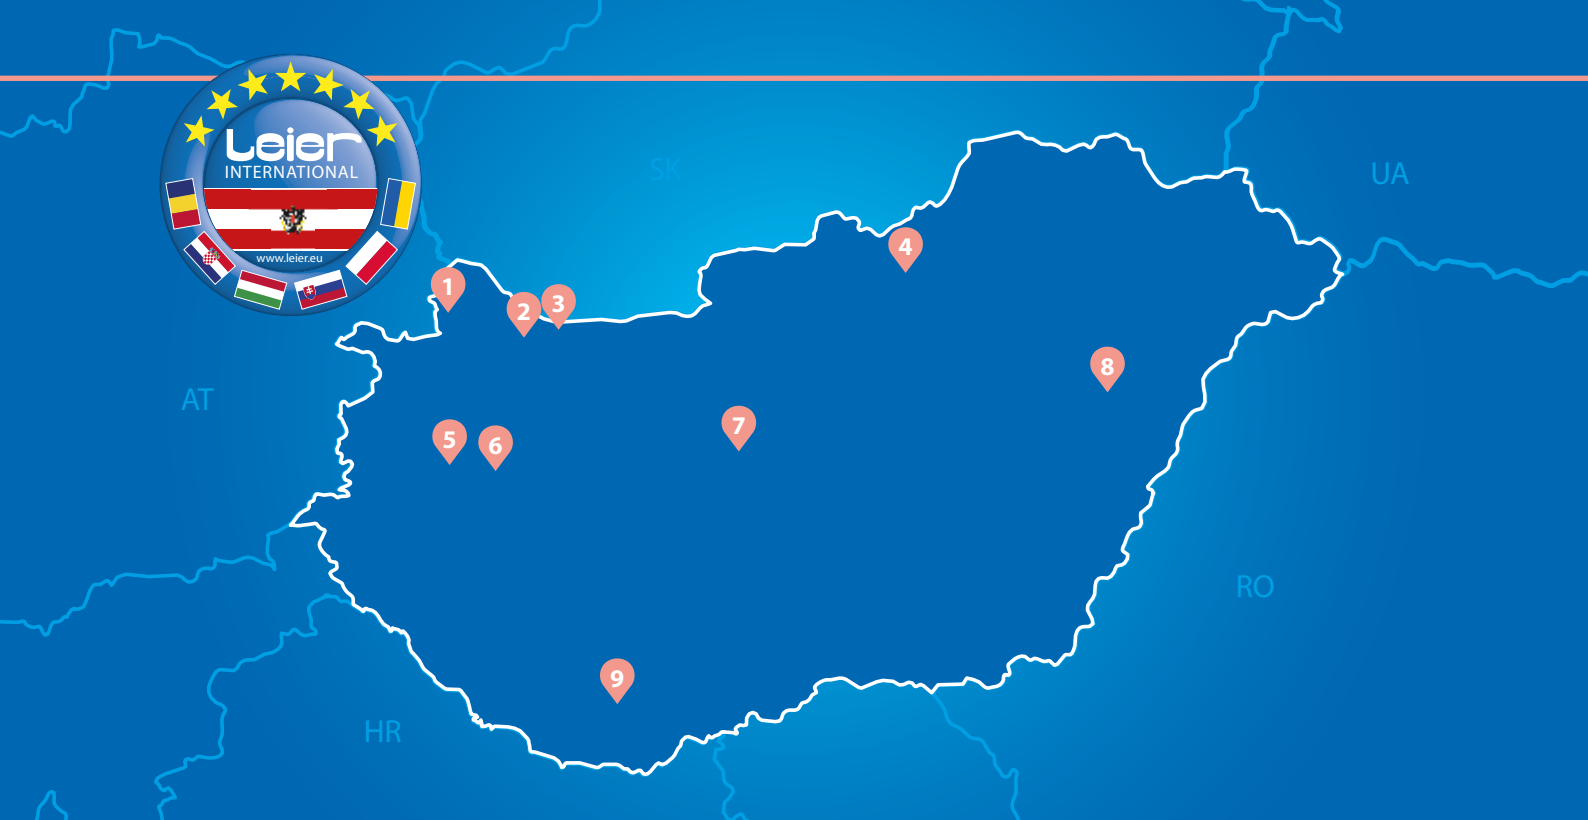 Leier
INTERNATIONAL
www.leier.eu
SK
UA
AT
RO
HR
1
2
3
4
5
6
7
8
9